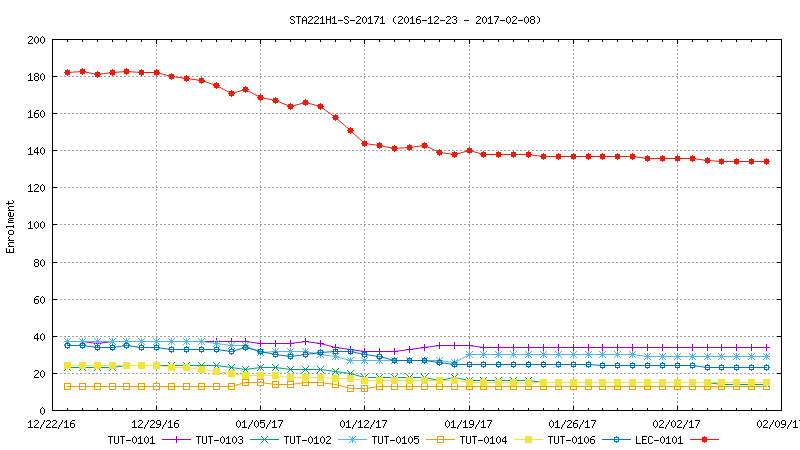 STA221H1-S-20171 (2016-12-23 - 2017-02-08)
200
180
160
140
120
100
80
60
40
20
0
Enrolment
12/22/16 12/29/16 01/05/17 01/12/17 01/19/17 01/26/17 02/02/17 02/09/17
TUT-0101 TUT-0103 TUT-0102 TUT-0105 TUT-0104 TUT-0106 LEC-0101